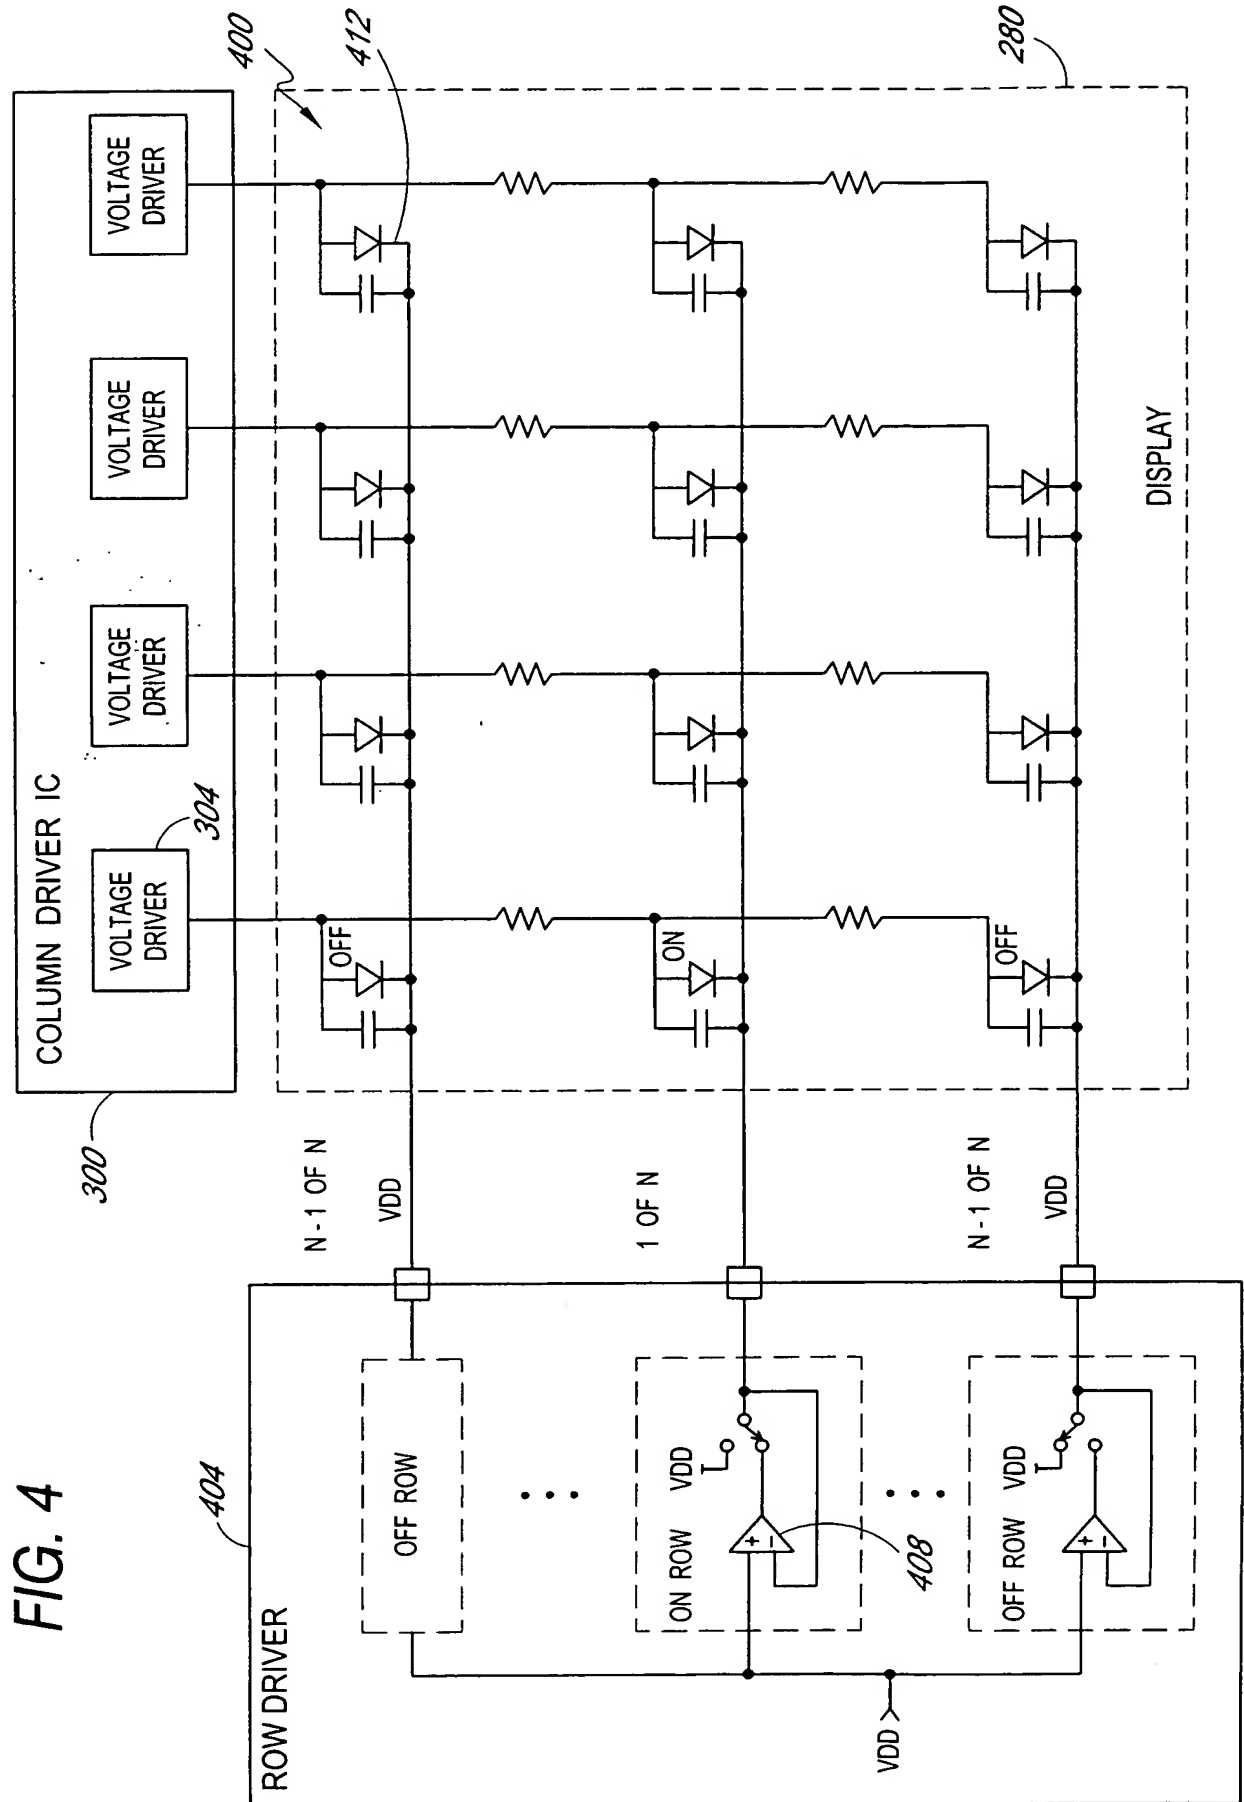 FIG. 4
COLUMN DRIVER IC
300
VOLTAGE
DRIVER
304
VOLTAGE
DRIVER
VOLTAGE
DRIVER
VOLTAGE
DRIVER
400
412
280
OFF
ON
OFF
DISPLAY
N-1 OF N
VDD
1 OF N
N-1 OF N
VDD
404
ROW DRIVER
OFF ROW
ON ROW
VDD
+
-
408
OFF ROW
VDD
+
-
VDD